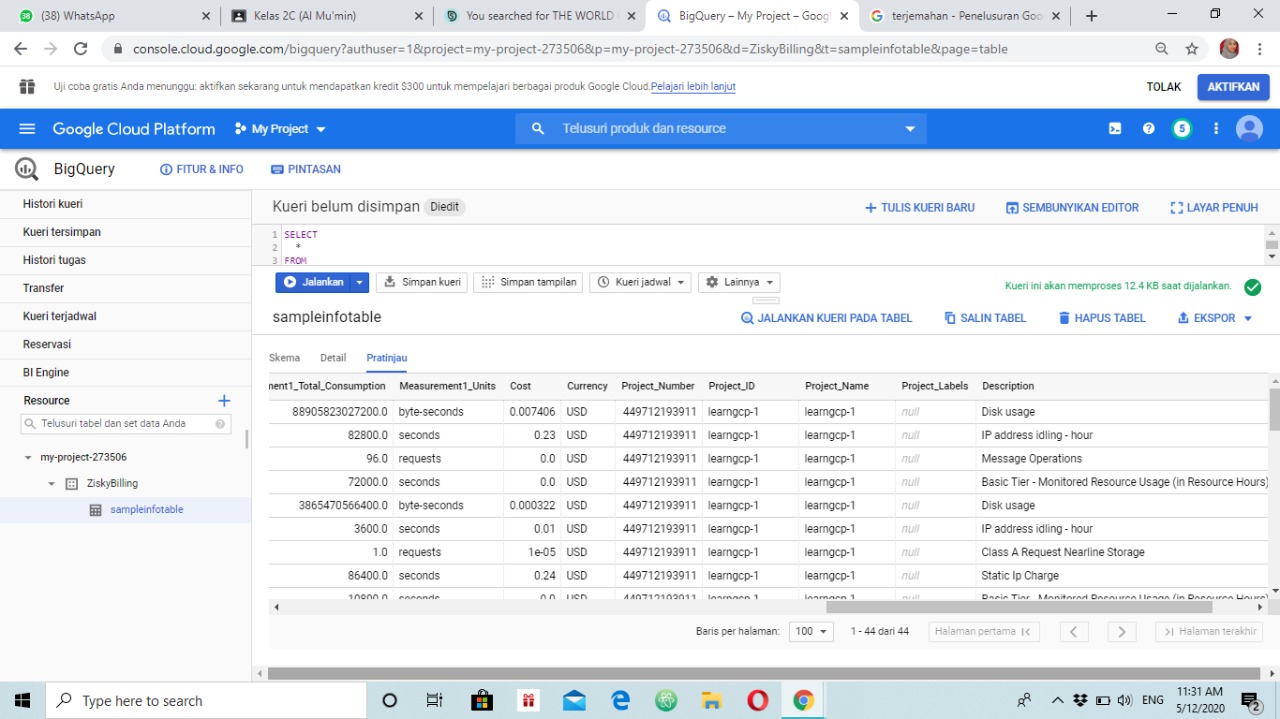 (38) WhatsApp
Kelas 2C (Al Mu'min)
You searched for THE WORLD
BigQuery – My Project – Goog
terjemahan - Penelusuran Goo
console.cloud.google.com/bigquery?authuser=1&project=my-project-273506&p=my-project-273506&d=ZiskyBilling&t=sampleinfotable&page=table
Uji coba gratis Anda menunggu: aktifkan sekarang untuk mendapatkan kredit $300 untuk mempelajari berbagai produk Google Cloud.Pelajari lebih lanjut
TOLAK
AKTIFKAN
Google Cloud Platform
My Project
Telusuri produk dan resource
5
BigQuery
FITUR & INFO
PINTASAN
Histori kueri
Kueri tersimpan
Histori tugas
Transfer
Kueri terjadwal
Reservasi
BI Engine
Resource
Telusuri tabel dan set data Anda
my-project-273506
ZiskyBilling
sampleinfotable
Kueri belum disimpan Diedit
TULIS KUERI BARU
SEMBUNYIKAN EDITOR
LAYAR PENUH
1 SELECT
2 *
3 FROM
Jalankan
Simpan kueri
Simpan tampilan
Kueri jadwal
Lainnya
Kueri ini akan memproses 12.4 KB saat dijalankan.
sampleinfotable
JALANKAN KUERI PADA TABEL
SALIN TABEL
HAPUS TABEL
EKSPOR
Skema Detail Pratinjau
nent1_Total_Consumption Measurement1_Units Cost Currency Project_Number Project_ID Project_Name Project_Labels Description
88905823027200.0 byte-seconds 0.007406 USD 449712193911 learngcp-1 learngcp-1 null Disk usage
82800.0 seconds 0.23 USD 449712193911 learngcp-1 learngcp-1 null IP address idling - hour
96.0 requests 0.0 USD 449712193911 learngcp-1 learngcp-1 null Message Operations
72000.0 seconds 0.0 USD 449712193911 learngcp-1 learngcp-1 null Basic Tier - Monitored Resource Usage (in Resource Hours)
3865470566400.0 byte-seconds 0.000322 USD 449712193911 learngcp-1 learngcp-1 null Disk usage
3600.0 seconds 0.01 USD 449712193911 learngcp-1 learngcp-1 null IP address idling - hour
1.0 requests 1e-05 USD 449712193911 learngcp-1 learngcp-1 null Class A Request Nearline Storage
86400.0 seconds 0.24 USD 449712193911 learngcp-1 learngcp-1 null Static Ip Charge
10800.0 seconds 0.0 USD 449712193911 learngcp-1 learngcp-1 null Basic Tier - Monitored Resource Usage (in Resource Hours)
Baris per halaman: 100 1 - 44 dari 44 Halaman pertama Halaman terakhir
Type here to search
ENG
11:31 AM
5/12/2020
2